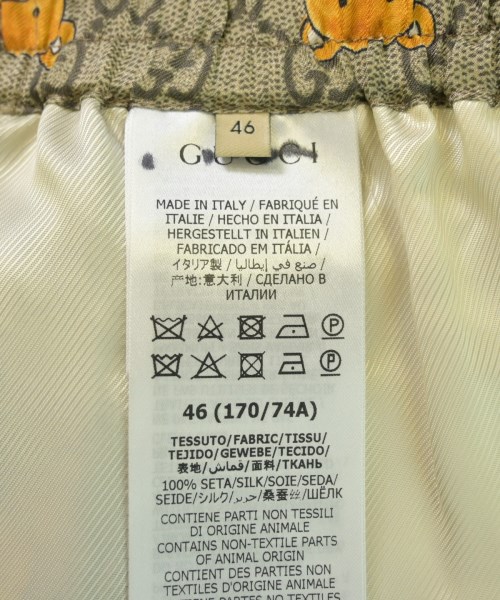 46
GUCCI
MADE IN ITALY / FABRIQUÉ EN
ITALIE / HECHO EN ITALIA /
HERGESTELLT IN ITALIEN /
FABRICADO EM ITÁLIA /
イタリア製 / صنع في إيطاليا /
产地:意大利 / СДЕЛАНО В
ИТАЛИИ
46 (170/74A)
TESSUTO/FABRIC/TISSU/
TEJIDO/GEWEBE/TECIDO/
表地/قماش/面料/ТКАНЬ
100% SETA/SILK/SOIE/SEDA/
SEIDE/シルク/حرير/桑蚕丝/ШЁЛК
CONTIENE PARTI NON TESSILI
DI ORIGINE ANIMALE
CONTAINS NON-TEXTILE PARTS
OF ANIMAL ORIGIN
CONTIENT DES PARTIES NON
TEXTILES D'ORIGINE ANIMALE